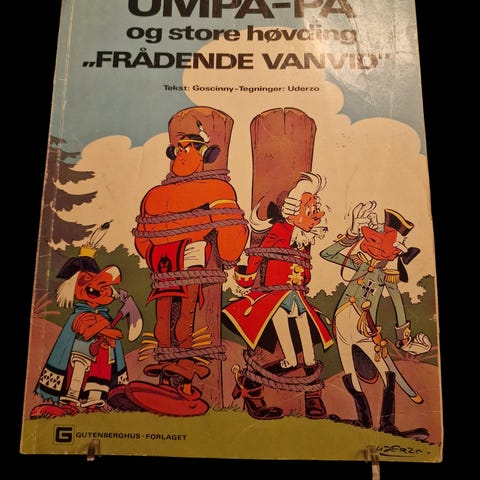 UMPA-PA
og store høvding
„FRÅDENDE VANVID"
Tekst: Goscinny-Tegninger: Uderzo
G GUTENBERGHUS-FORLAGET
UDERZO